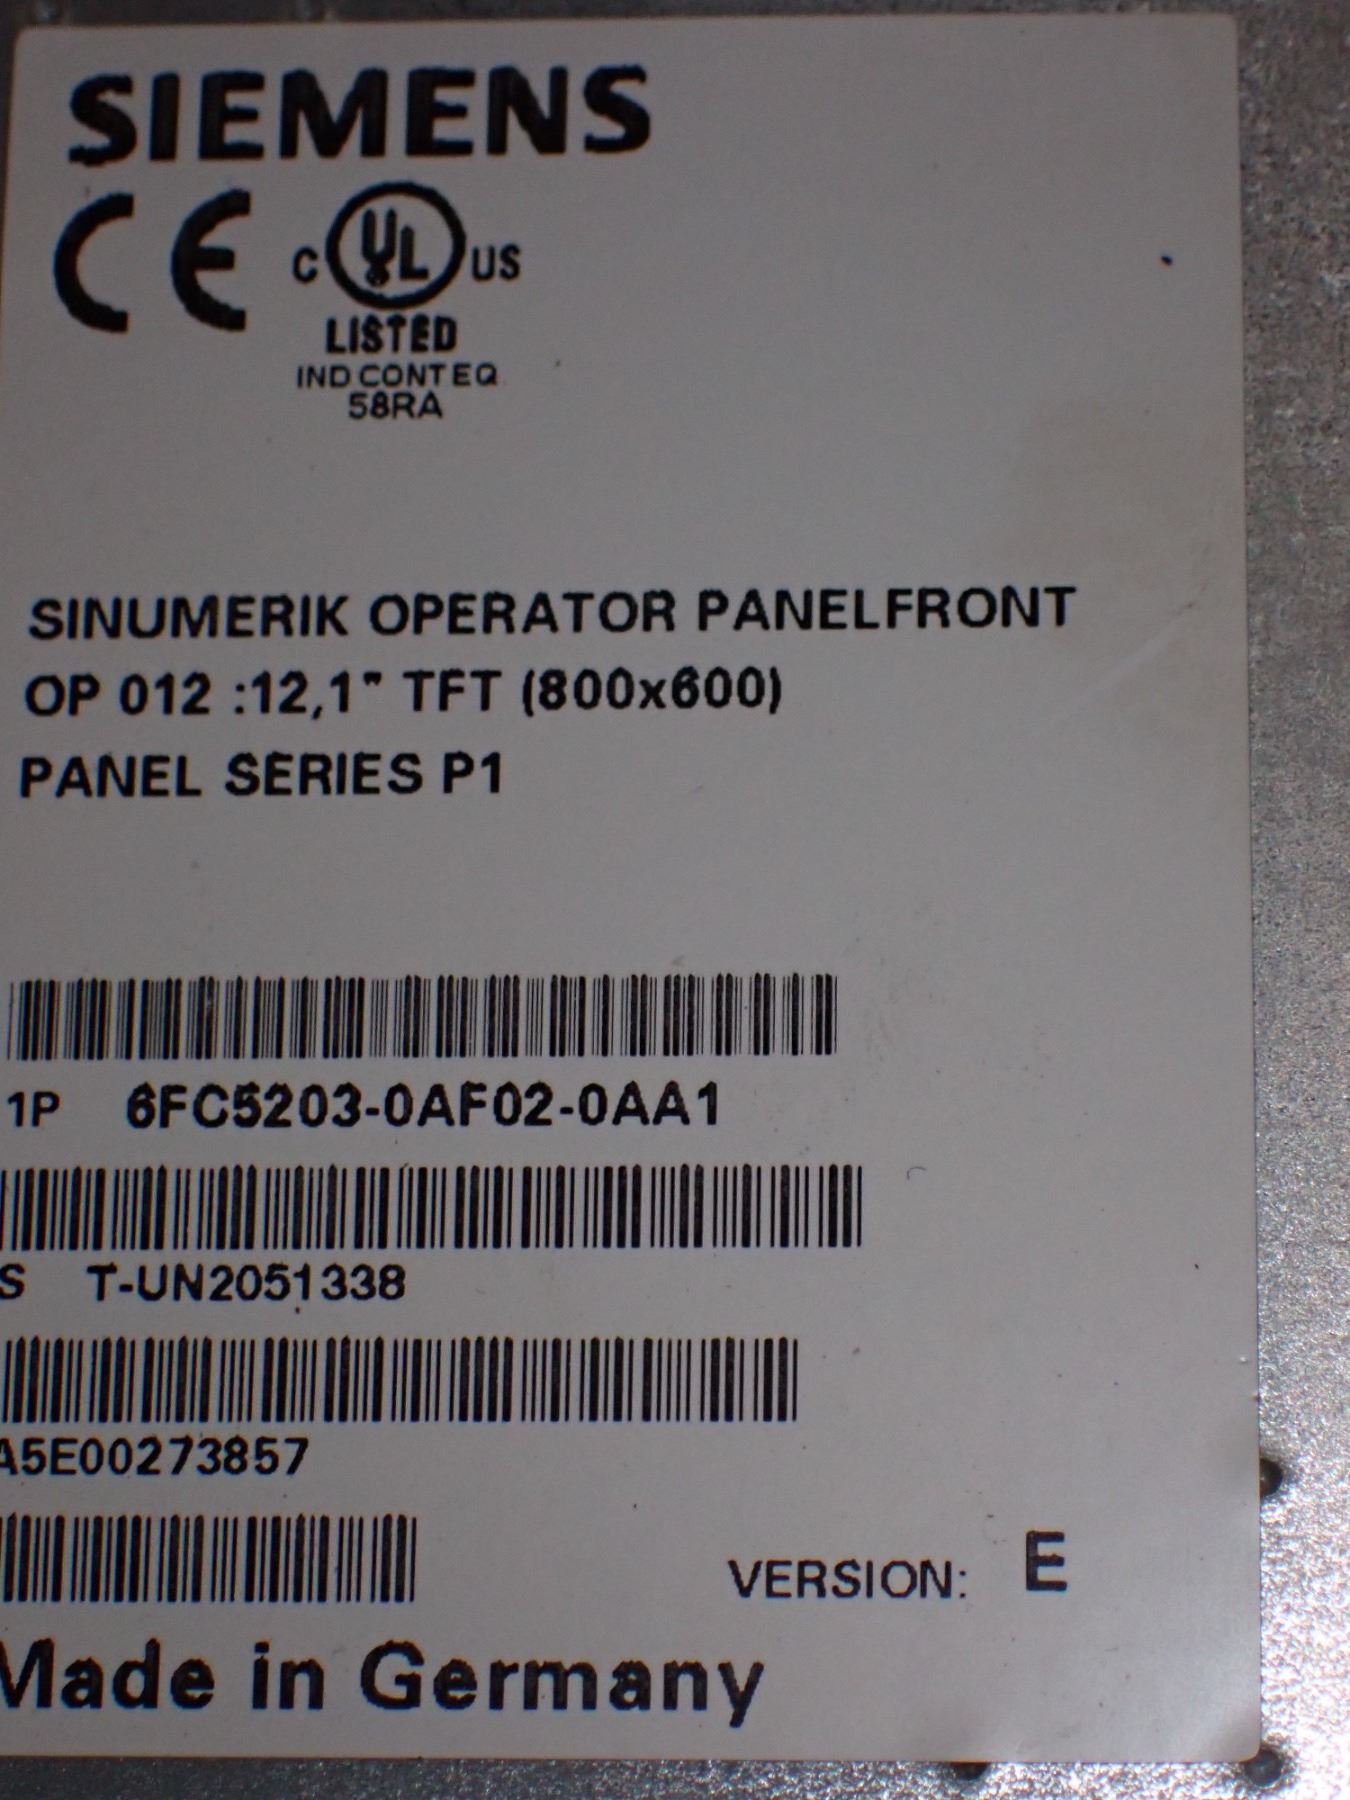 SIEMENS
CE C UL US
LISTED
IND CONT EQ
58RA
SINUMERIK OPERATOR PANELFRONT
OP 012 :12,1" TFT (800x600)
PANEL SERIES P1
1P 6FC5203-0AF02-0AA1
S T-UN2051338
A5E00273857
VERSION: E
Made in Germany